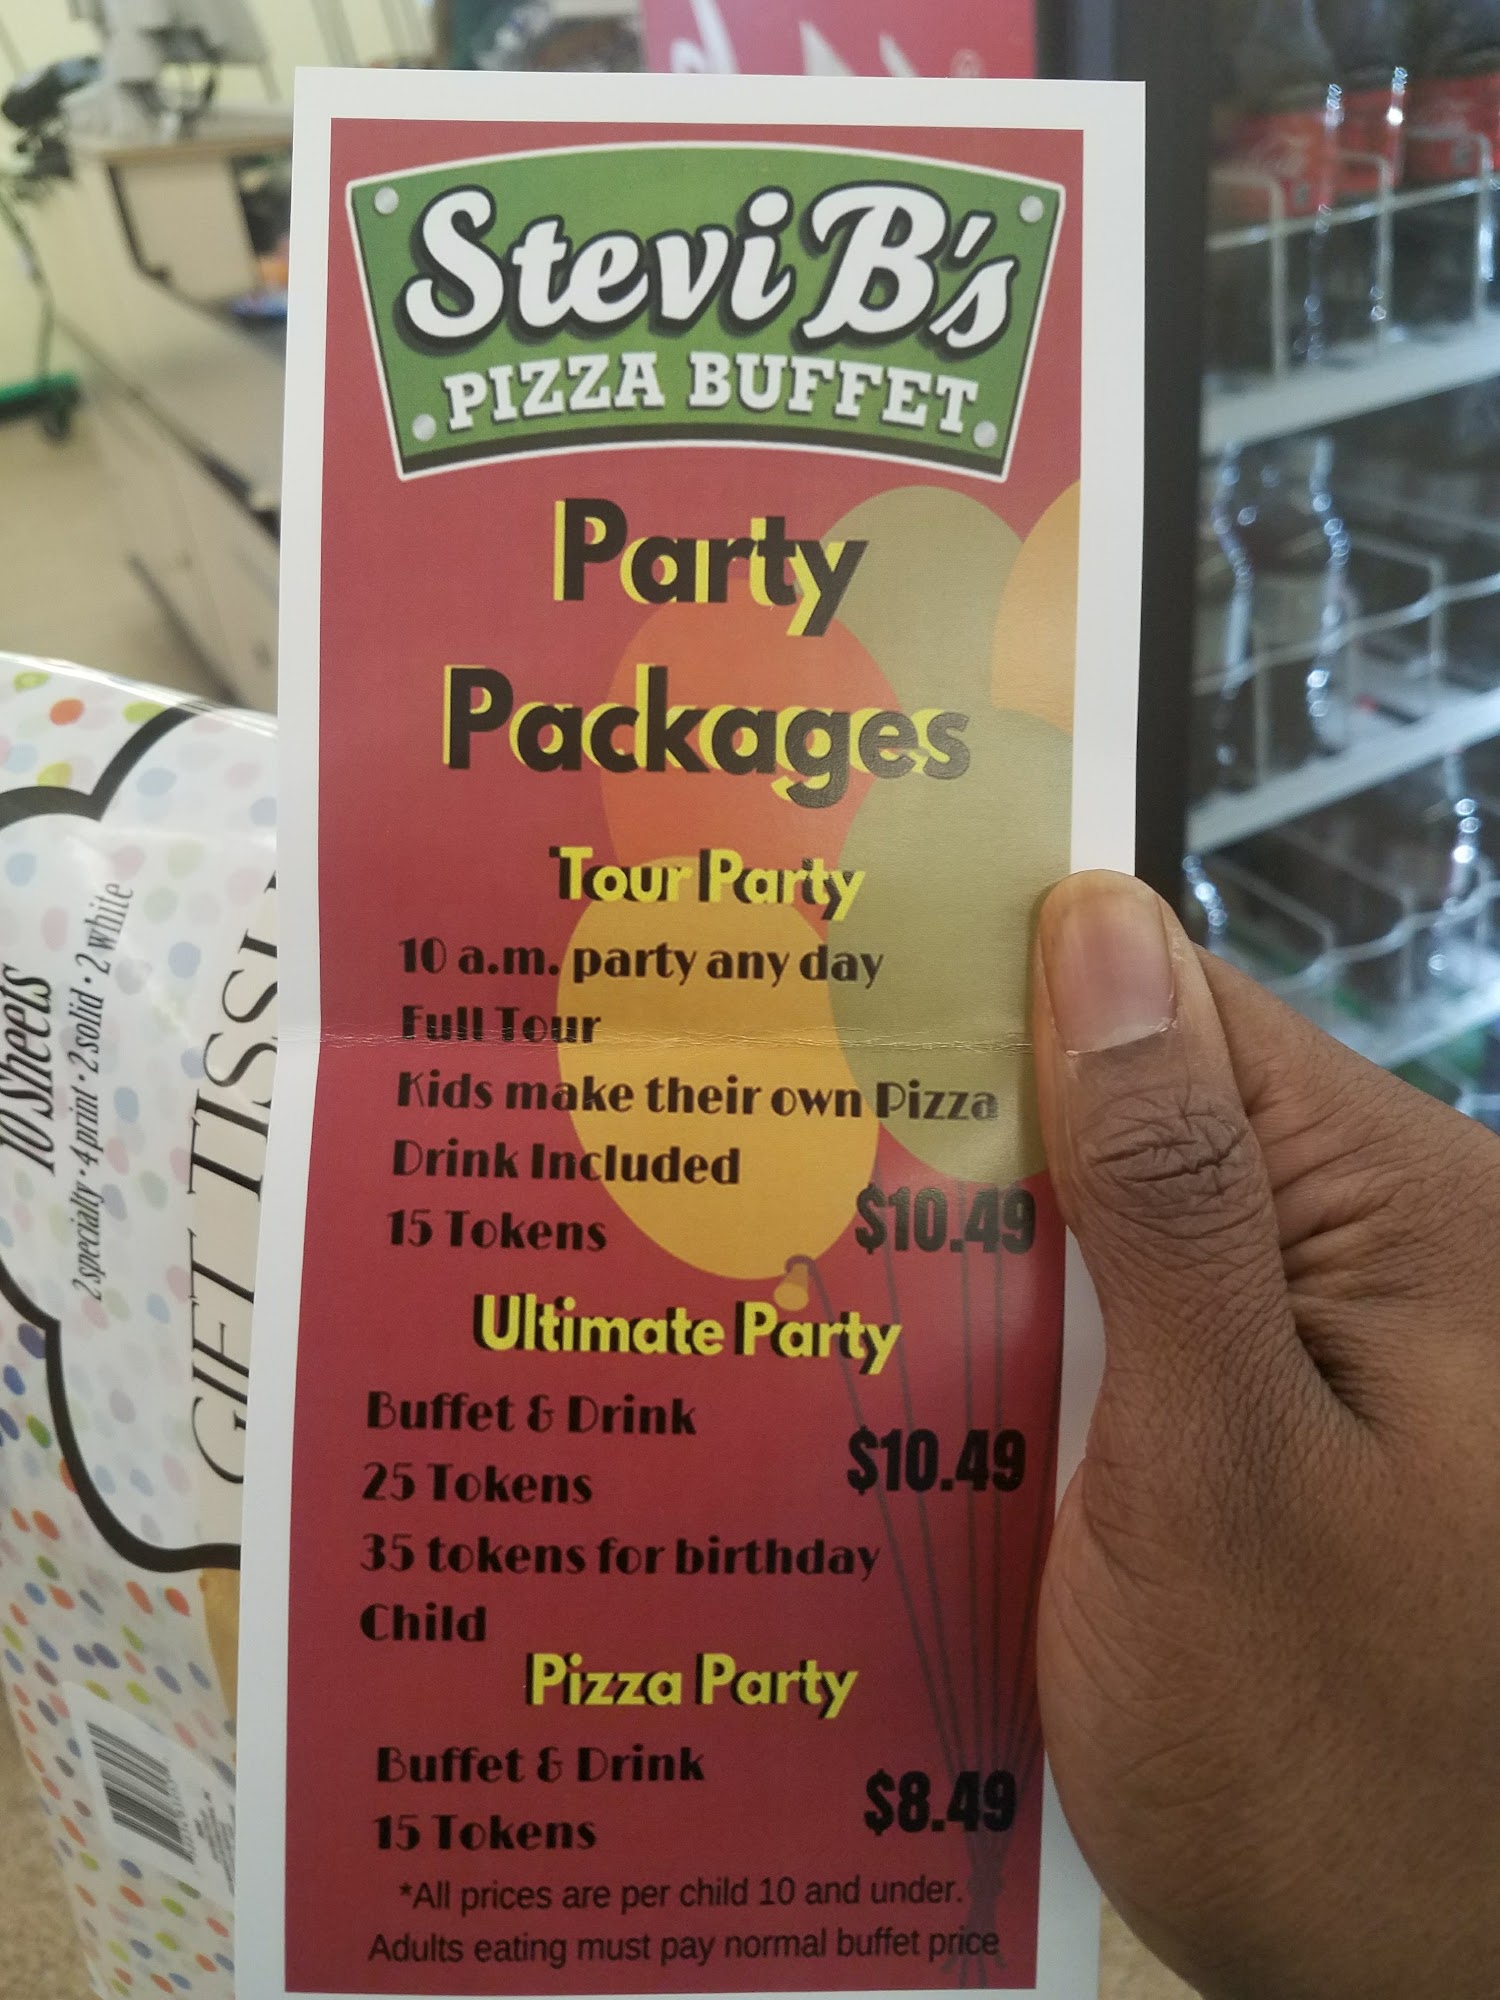 Stevi B's
PIZZA BUFFET
Party
Packages
Tour Party
10 a.m. party any day
Full Tour
Kids make their own Pizza
Drink Included
15 Tokens
$10.49
Ultimate Party
Buffet & Drink
25 Tokens
$10.49
35 tokens for birthday
Child
Pizza Party
Buffet & Drink
15 Tokens
$8.49
*All prices are per child 10 and under.
Adults eating must pay normal buffet price
10 Sheets
2 specialty • 4 print • 2 solid • 2 white
GIFT